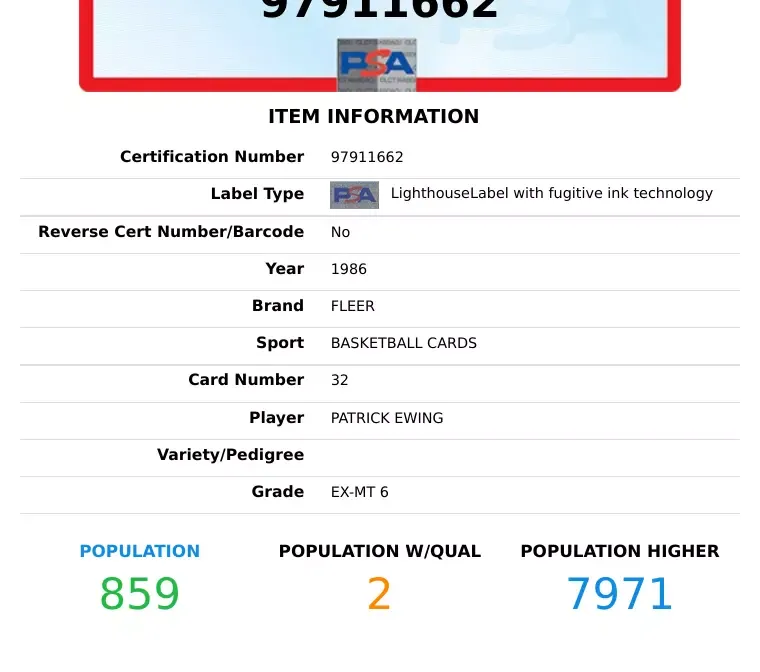 97911662
PSA
ITEM INFORMATION
Certification Number 97911662
Label Type PSA LighthouseLabel with fugitive ink technology
Reverse Cert Number/Barcode No
Year 1986
Brand FLEER
Sport BASKETBALL CARDS
Card Number 32
Player PATRICK EWING
Variety/Pedigree
Grade EX-MT 6
POPULATION POPULATION W/QUAL POPULATION HIGHER
859 2 7971